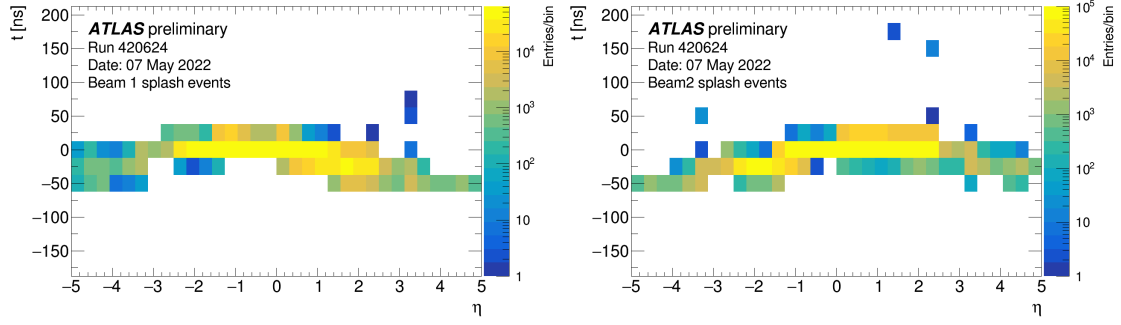 t [ns]
200
150
100
50
0
−50
−100
−150
ATLAS preliminary
Run 420624
Date: 07 May 2022
Beam 1 splash events
−5 −4 −3 −2 −1 0 1 2 3 4 5
η
Entries/bin
10⁴
10³
10²
10
1
t [ns]
200
150
100
50
0
−50
−100
−150
ATLAS preliminary
Run 420624
Date: 07 May 2022
Beam2 splash events
−5 −4 −3 −2 −1 0 1 2 3 4 5
η
Entries/bin
10⁵
10⁴
10³
10²
10
1